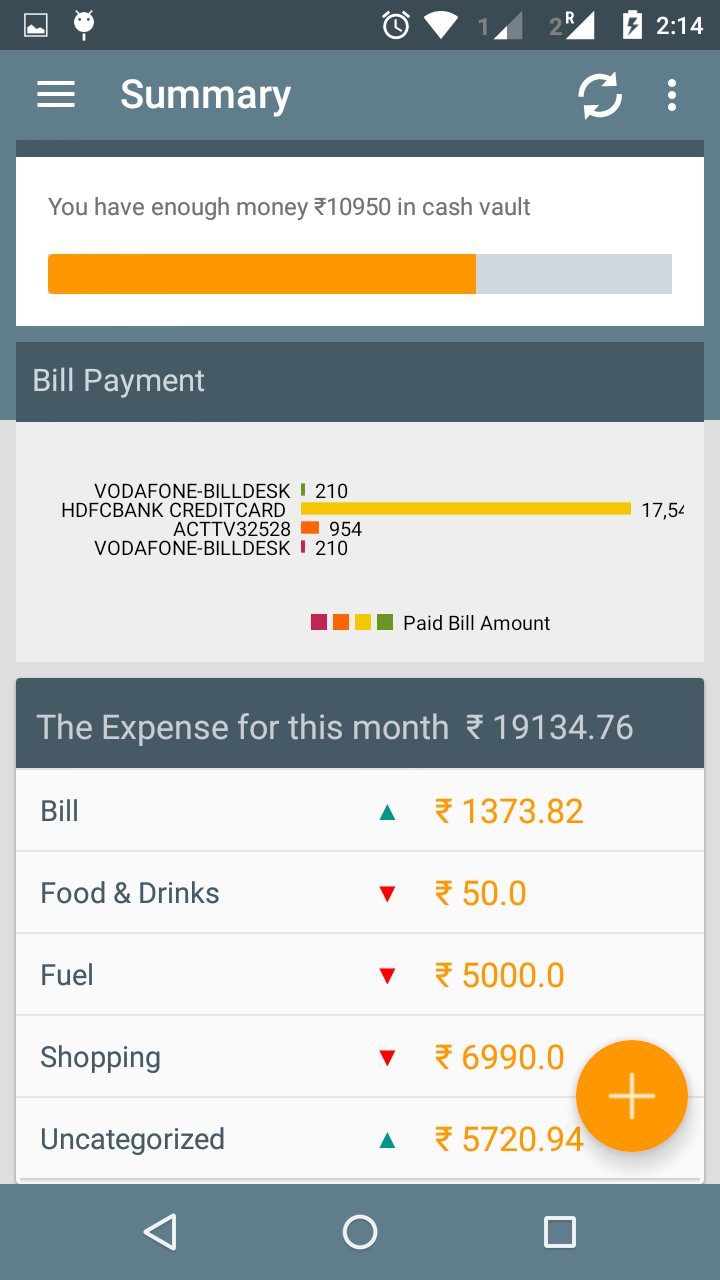 1 2 R 2:14
Summary
You have enough money ₹10950 in cash vault
Bill Payment
VODAFONE-BILLDESK 210
HDFCBANK CREDITCARD 17,54
ACTTV32528 954
VODAFONE-BILLDESK 210
Paid Bill Amount
The Expense for this month ₹ 19134.76
Bill ▲ ₹ 1373.82
Food & Drinks ▼ ₹ 50.0
Fuel ▼ ₹ 5000.0
Shopping ▼ ₹ 6990.0
Uncategorized ▲ ₹ 5720.94